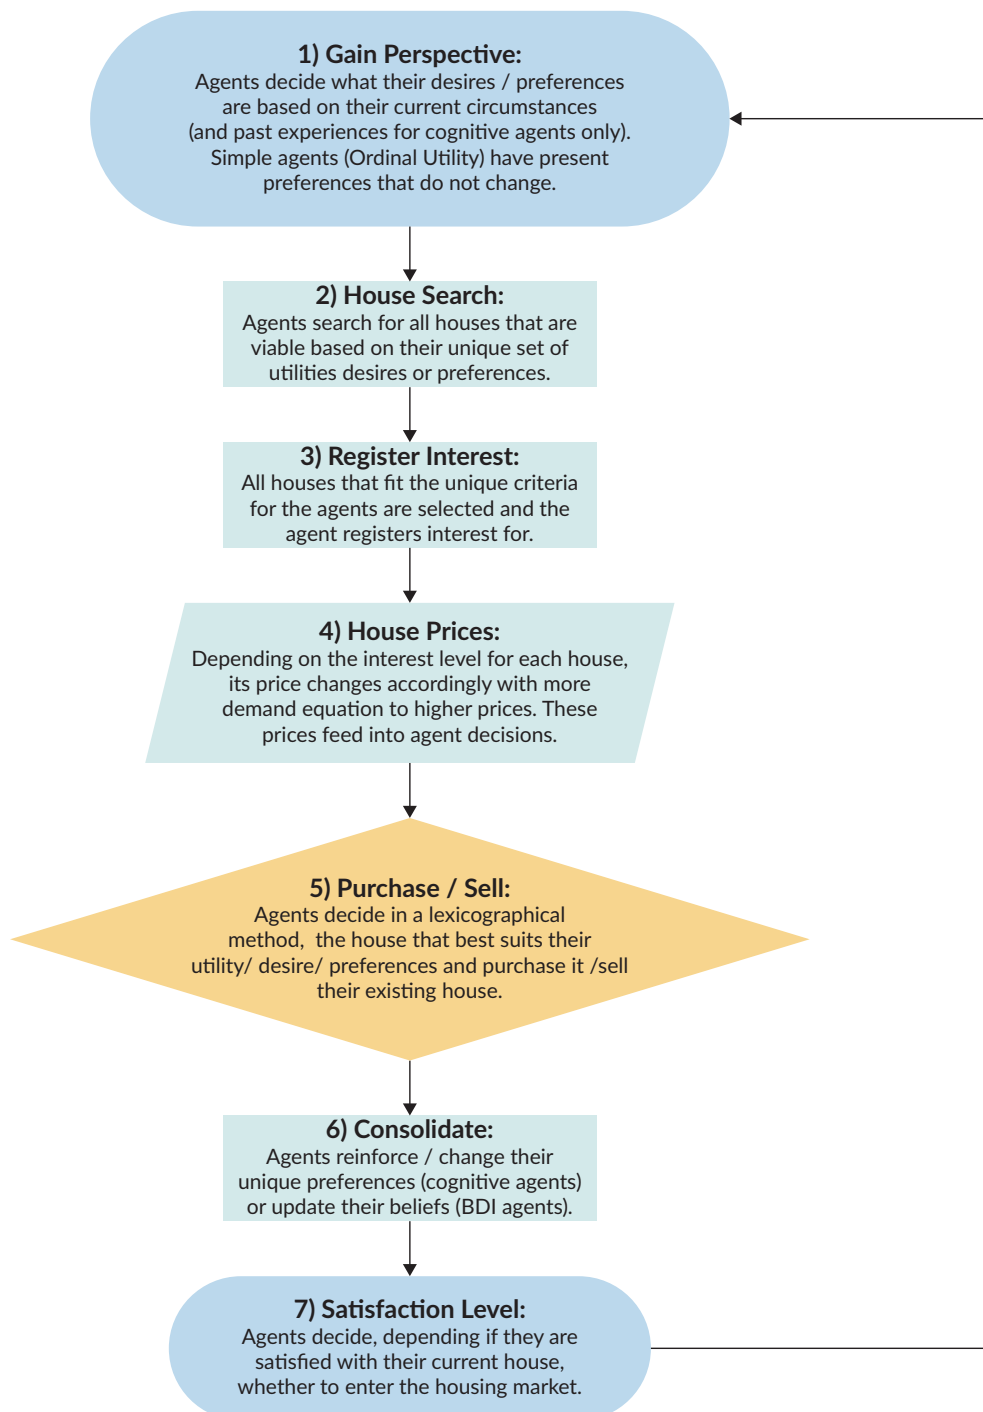 1) Gain Perspective:
Agents decide what their desires / preferences
are based on their current circumstances
(and past experiences for cognitive agents only).
Simple agents (Ordinal Utility) have present
preferences that do not change.
2) House Search:
Agents search for all houses that are
viable based on their unique set of
utilities desires or preferences.
3) Register Interest:
All houses that fit the unique criteria
for the agents are selected and the
agent registers interest for.
4) House Prices:
Depending on the interest level for each house,
its price changes accordingly with more
demand equation to higher prices. These
prices feed into agent decisions.
5) Purchase / Sell:
Agents decide in a lexicographical
method,  the house that best suits their
utility/ desire/ preferences and purchase it /sell
their existing house.
6) Consolidate:
Agents reinforce / change their
unique preferences (cognitive agents)
or update their beliefs (BDI agents).
7) Satisfaction Level:
Agents decide, depending if they are
satisfied with their current house,
whether to enter the housing market.